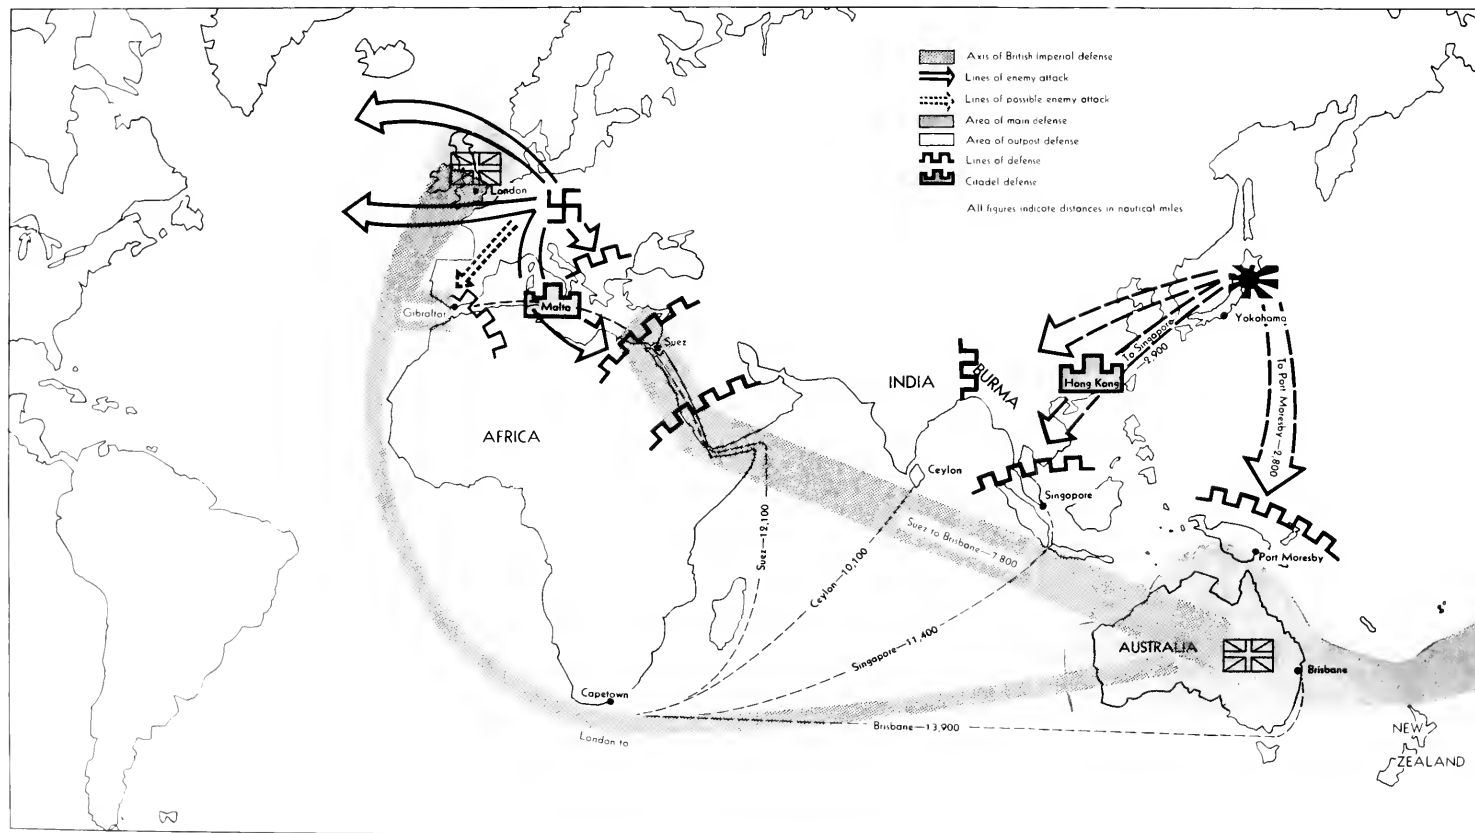 Axis of British imperial defense
Lines of enemy attack
Lines of possible enemy attack
Area of main defense
Area of outpost defense
Lines of defense
Citadel defense
All figures indicate distances in nautical miles
London
Gibraltar
Malta
Suez
AFRICA
INDIA
BURMA
Hong Kong
To Singapore
—2,900
Yokohama
To Port Moresby—2,800
Ceylon
Singapore
Port Moresby
Suez to Brisbane—7 800
Suez—12,100
Ceylon—10,100
Singapore—11,400
Brisbane—13,900
Capetown
London to
AUSTRALIA
Brisbane
NEW
ZEALAND